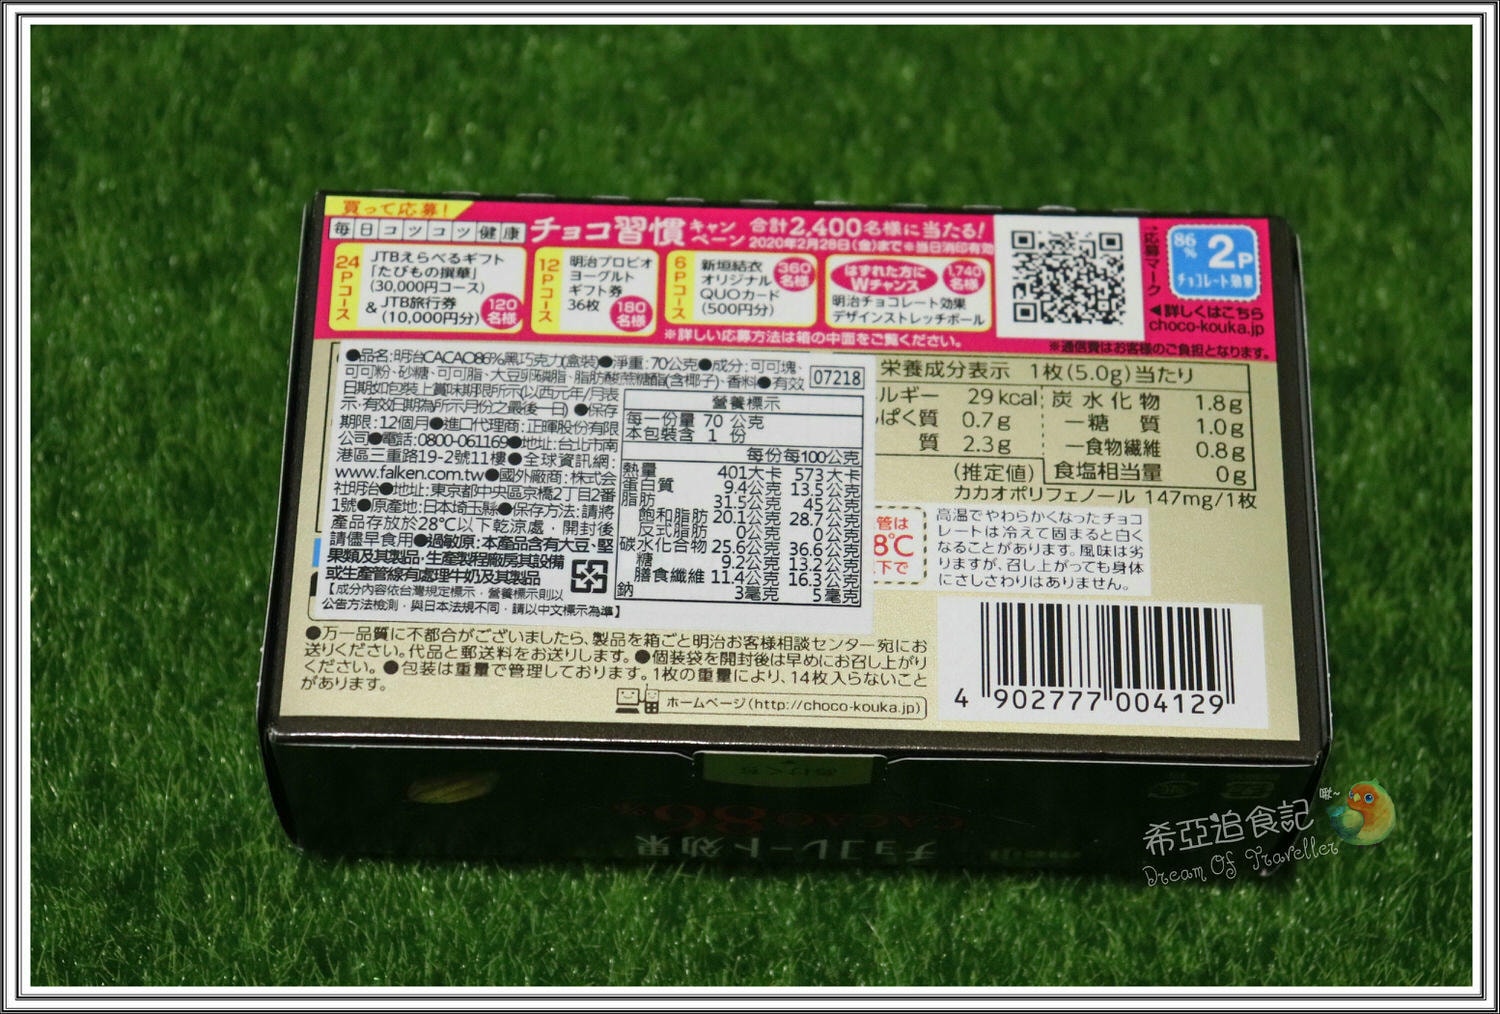 買って応募!
毎日コツコツ健康 チョコ習慣キャンペーン 合計2,400名様に当たる!
2020年2月28日(金)まで※当日消印有効
24Pコース
JTBえらべるギフト
「たびもの撰華」
(30,000円コース)
& JTB旅行券
(10,000円分)
120名様
12Pコース
明治プロビオ
ヨーグルト
ギフト券
36枚
180名様
6Pコース
新垣結衣
オリジナル
QUOカード
(500円分)
360名様
はずれた方に
Wチャンス
1,740名様
明治チョコレート効果
デザインストレッチポール
※詳しい応募方法は箱の中面をご覧ください。
↑応募マーク
86%
2P
チョコレート効果
◀詳しくはこちら
choco-kouka.jp
※通信費はお客様のご負担となります。
●品名:明治CACAO86%黑巧克力(盒裝)●淨重:70公克●成分:可可塊、
可可粉、砂糖、可可脂、大豆卵磷脂、脂肪酸蔗糖酯(含椰子)、香料●有效
07218
日期如包裝上賞味期限所示(以西元年/月表
示,有效日期為所示月份之最後一日) ●保存
期限:12個月●進口代理商:正暉股份有限
公司●電話:0800-061169●地址:台北市南
港區三重路19-2號11樓●全球資訊網:
www.falken.com.tw●國外廠商:株式会
社明治●地址:東京都中央區京橋2丁目2番
1號●原產地:日本埼玉縣●保存方法:請將
產品存放於28℃以下乾涼處,開封後
請儘早食用●過敏原:本產品含有大豆、堅
果類及其製品,生產製程廠房其設備
或生產管線有處理牛奶及其製品
【成分內容依台灣規定標示,營養標示則以
公告方法檢測,與日本法規不同,請以中文標示為準】
營養標示
每一份量 70 公克
本包裝含 1 份
每份 每100公克
熱量 401大卡 573大卡
蛋白質 9.4公克 13.5公克
脂肪 31.5公克 45公克
飽和脂肪 20.1公克 28.7公克
反式脂肪 0公克 0公克
碳水化合物 25.6公克 36.6公克
糖 9.2公克 13.2公克
膳食纖維 11.4公克 16.3公克
鈉 3毫克 5毫克
栄養成分表示 1枚(5.0g)当たり
ルギー 29kcal
ぱく質 0.7g
質 2.3g
炭水化物 1.8g
―糖質 1.0g
―食物繊維 0.8g
(推定値) 食塩相当量 0g
カカオポリフェノール 147mg/1枚
管は
8℃
下で
高温でやわらかくなったチョコ
レートは冷えて固まると白く
なることがあります。風味は劣
りますが、召し上がっても身体
にさしさわりはありません。
●万一品質に不都合がございましたら、製品を箱ごと明治お客様相談センター宛にお
送りください。代品と郵送料をお送りします。●個装袋を開封後は早めにお召し上がり
ください。●包装は重量で管理しております。1枚の重量により、14枚入らないこと
があります。
ホームページ(http://choco-kouka.jp)
4 902777 004129
チョコレート効果
CACAO 86%
希亞追食記
Dream Of Traveller